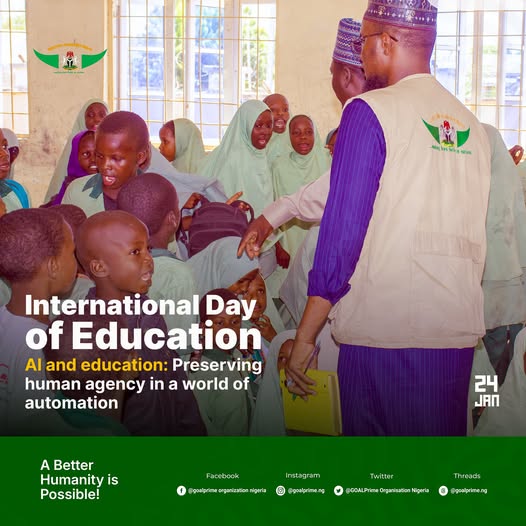 International Day
of Education
AI and education: Preserving
human agency in a world of
automation
24
JAN
A Better
Humanity is
Possible!
Facebook
@goalprime organization nigeria
Instagram
@goalprime.ng
Twitter
@GOALPrime Organisation Nigeria
Threads
@goalprime.ng